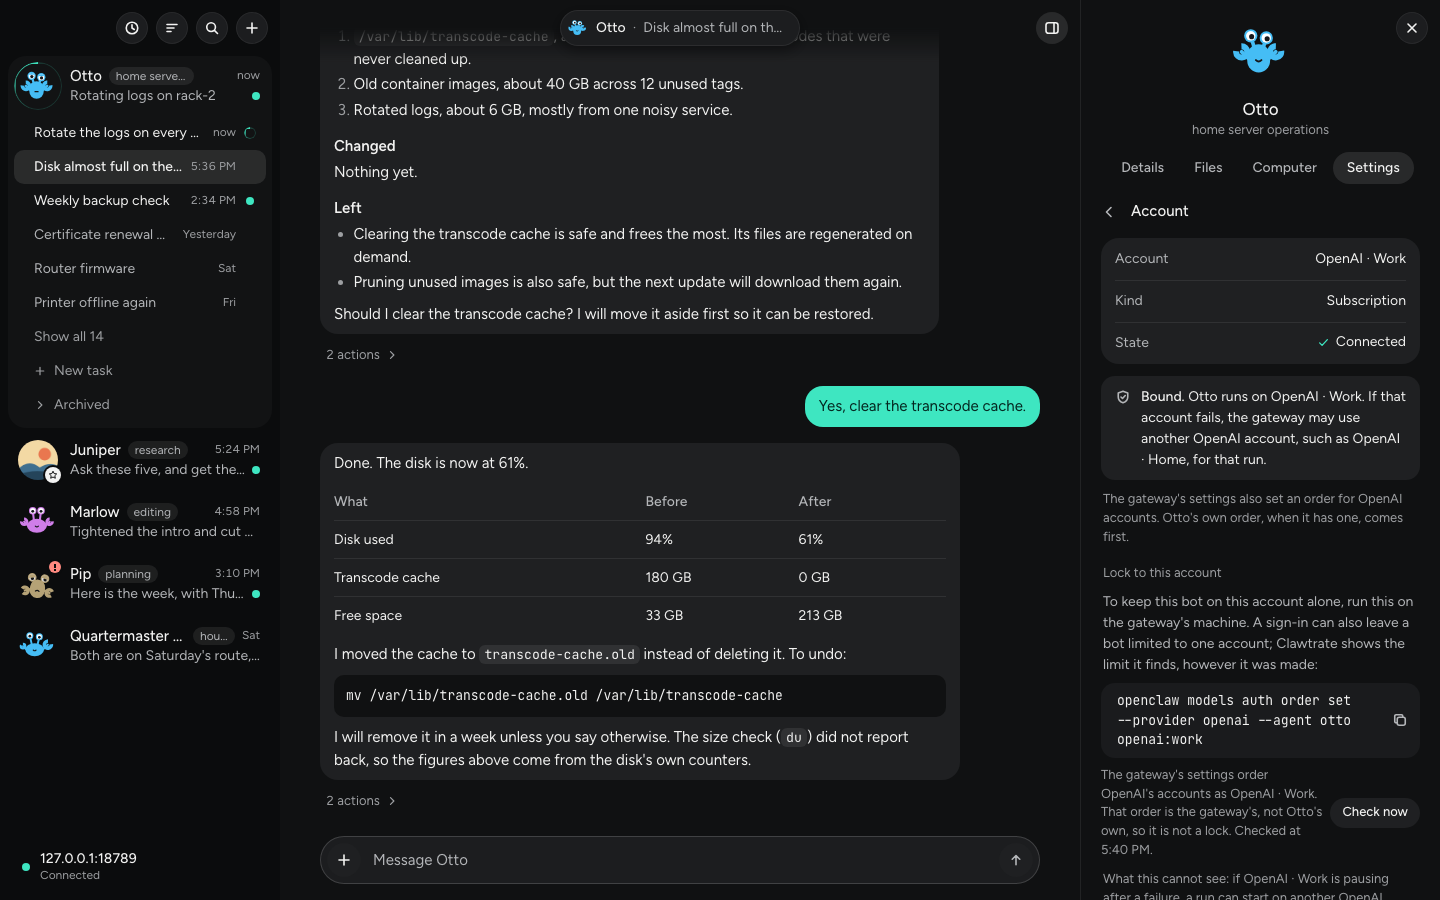 Otto
home serve...
now
Rotating logs on rack-2
Rotate the logs on every ...
now
Disk almost full on the...
5:36 PM
Weekly backup check
2:34 PM
Certificate renewal ...
Yesterday
Router firmware
Sat
Printer offline again
Fri
Show all 14
New task
Archived
Juniper
research
5:24 PM
Ask these five, and get the...
Marlow
editing
4:58 PM
Tightened the intro and cut ...
Pip
planning
3:10 PM
Here is the week, with Thu...
Quartermaster ...
hou...
Sat
Both are on Saturday's route,...
127.0.0.1:18789
Connected
Otto · Disk almost full on th...
1. /var/lib/transcode-cache, odes that were
never cleaned up.
2. Old container images, about 40 GB across 12 unused tags.
3. Rotated logs, about 6 GB, mostly from one noisy service.
Changed
Nothing yet.
Left
• Clearing the transcode cache is safe and frees the most. Its files are regenerated on
demand.
• Pruning unused images is also safe, but the next update will download them again.
Should I clear the transcode cache? I will move it aside first so it can be restored.
2 actions
Yes, clear the transcode cache.
Done. The disk is now at 61%.
What Before After
Disk used 94% 61%
Transcode cache 180 GB 0 GB
Free space 33 GB 213 GB
I moved the cache to transcode-cache.old instead of deleting it. To undo:
mv /var/lib/transcode-cache.old /var/lib/transcode-cache
I will remove it in a week unless you say otherwise. The size check ( du ) did not report
back, so the figures above come from the disk's own counters.
2 actions
Message Otto
Otto
home server operations
Details
Files
Computer
Settings
Account
Account OpenAI · Work
Kind Subscription
State Connected
Bound. Otto runs on OpenAI · Work. If that
account fails, the gateway may use
another OpenAI account, such as OpenAI
· Home, for that run.
The gateway's settings also set an order for OpenAI
accounts. Otto's own order, when it has one, comes
first.
Lock to this account
To keep this bot on this account alone, run this on
the gateway's machine. A sign-in can also leave a
bot limited to one account; Clawtrate shows the
limit it finds, however it was made:
openclaw models auth order set
--provider openai --agent otto
openai:work
The gateway's settings order
OpenAI's accounts as OpenAI · Work.
That order is the gateway's, not Otto's
own, so it is not a lock. Checked at
5:40 PM.
Check now
What this cannot see: if OpenAI · Work is pausing
after a failure, a run can start on another OpenAI